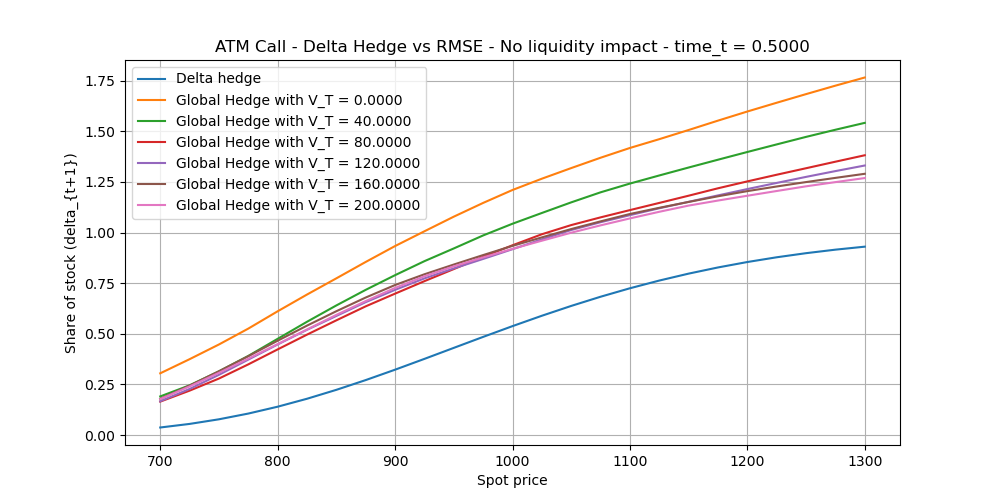 ATM Call - Delta Hedge vs RMSE - No liquidity impact - time_t = 0.5000
Delta hedge
Global Hedge with V_T = 0.0000
Global Hedge with V_T = 40.0000
Global Hedge with V_T = 80.0000
Global Hedge with V_T = 120.0000
Global Hedge with V_T = 160.0000
Global Hedge with V_T = 200.0000
Share of stock (delta_{t+1})
1.75
1.50
1.25
1.00
0.75
0.50
0.25
0.00
700 800 900 1000 1100 1200 1300
Spot price